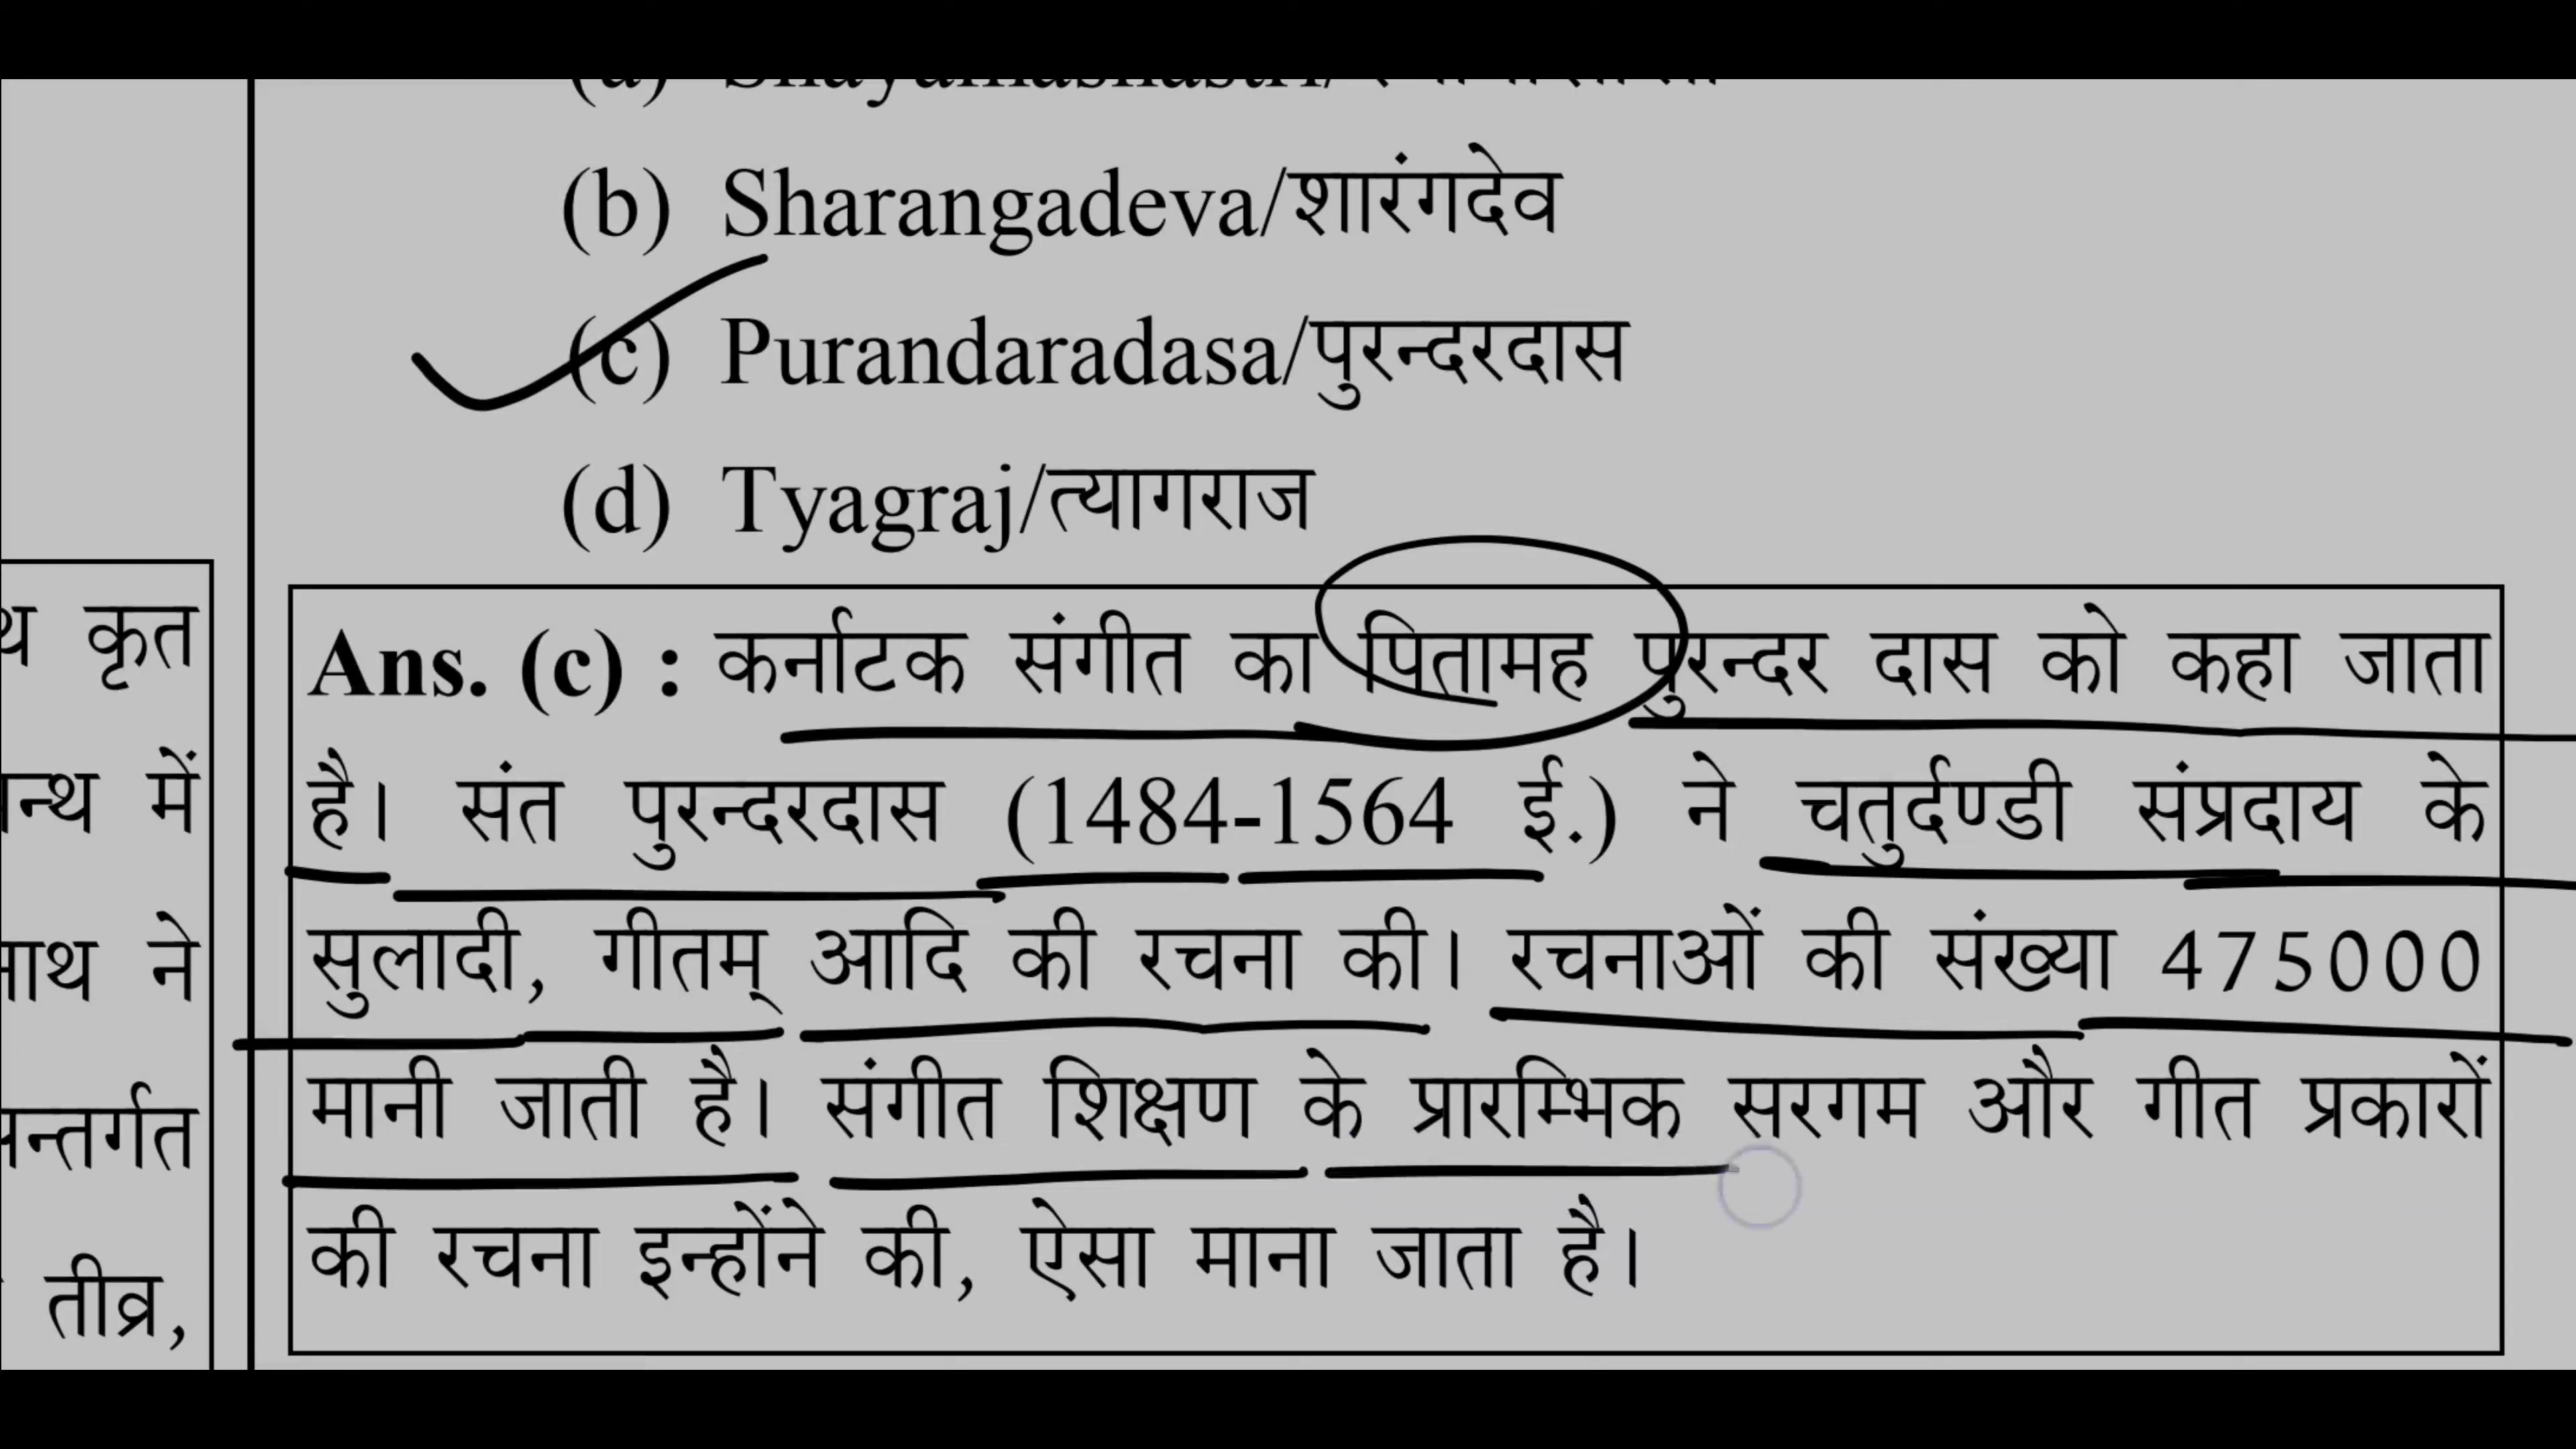 (b) Sharangadeva/शारंगदेव
(c) Purandaradasa/पुरन्दरदास
(d) Tyagraj/त्यागराज
Ans. (c) : कर्नाटक संगीत का पितामह पुरन्दर दास को कहा जाता
है। संत पुरन्दरदास (1484-1564 ई.) ने चतुर्दण्डी संप्रदाय के
सुलादी, गीतम् आदि की रचना की। रचनाओं की संख्या 475000
मानी जाती है। संगीत शिक्षण के प्रारम्भिक सरगम और गीत प्रकारों
की रचना इन्होंने की, ऐसा माना जाता है।
कृत
में
ने
तीव्र,